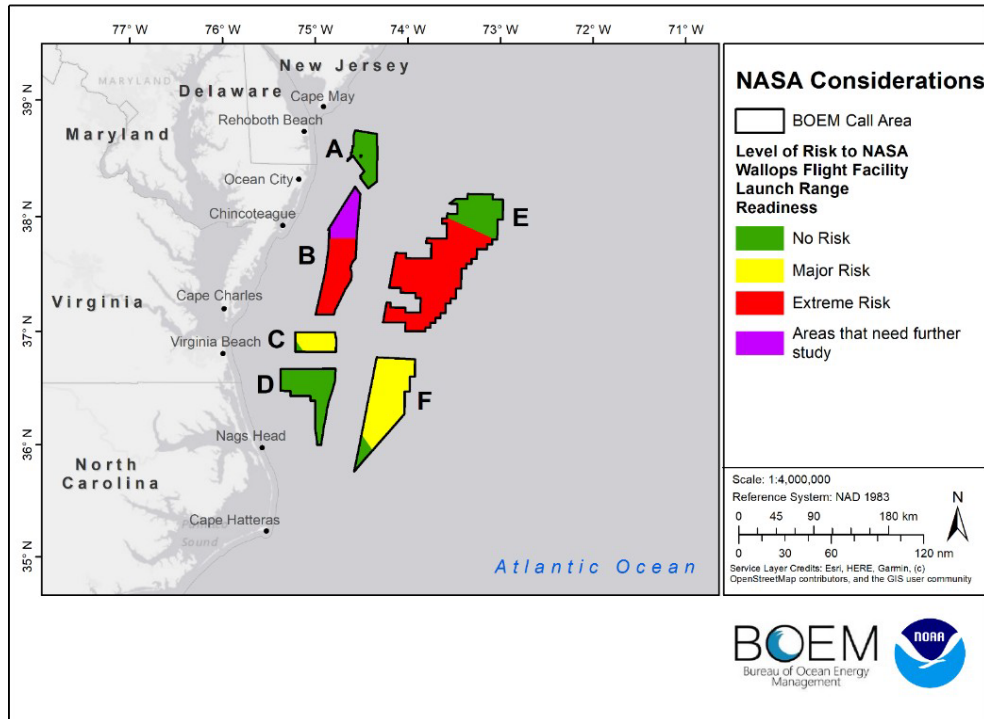 77° W 76° W 75° W 74° W 73° W 72° W 71° W
39° N
38° N
37° N
36° N
35° N
MARYLAND
New Jersey
Delaware
Cape May
Rehoboth Beach
Maryland
A
Ocean City
Chincoteague
E
B
Virginia
Cape Charles
C
Virginia Beach
D
F
Nags Head
North
Carolina
Cape Hatteras
Sound
Atlantic Ocean
NASA Considerations
BOEM Call Area
Level of Risk to NASA
Wallops Flight Facility
Launch Range
Readiness
No Risk
Major Risk
Extreme Risk
Areas that need further
study
Scale: 1:4,000,000
Reference System: NAD 1983
N
0 45 90 180 km
0 30 60 120 nm
Service Layer Credits: Esri, HERE, Garmin, (c)
OpenStreetMap contributors, and the GIS user community
BOEM
Bureau of Ocean Energy
Management
NOAA